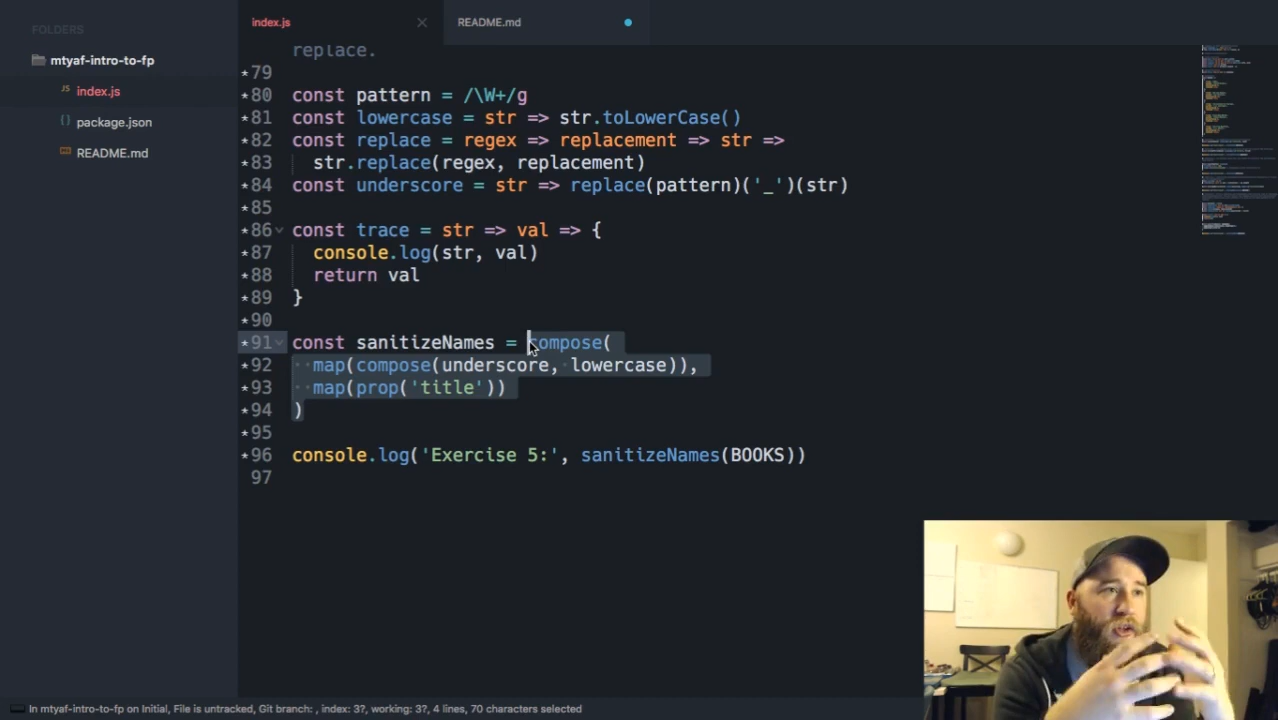 FOLDERS
mtyaf-intro-to-fp
JS index.js
{} package.json
README.md
index.js ×
README.md
replace.
*79
*80 const pattern = /\W+/g
*81 const lowercase = str => str.toLowerCase()
*82 const replace = regex => replacement => str =>
*83 str.replace(regex, replacement)
*84 const underscore = str => replace(pattern)('_')(str)
*85
*86 const trace = str => val => {
*87 console.log(str, val)
*88 return val
*89 }
*90
*91 const sanitizeNames = compose(
*92 map(compose(underscore, lowercase)),
*93 map(prop('title'))
*94 )
*95
*96 console.log('Exercise 5:', sanitizeNames(BOOKS))
97
In mtyaf-intro-to-fp on Initial, File is untracked, Git branch: , index: 3?, working: 3?, 4 lines, 70 characters selected